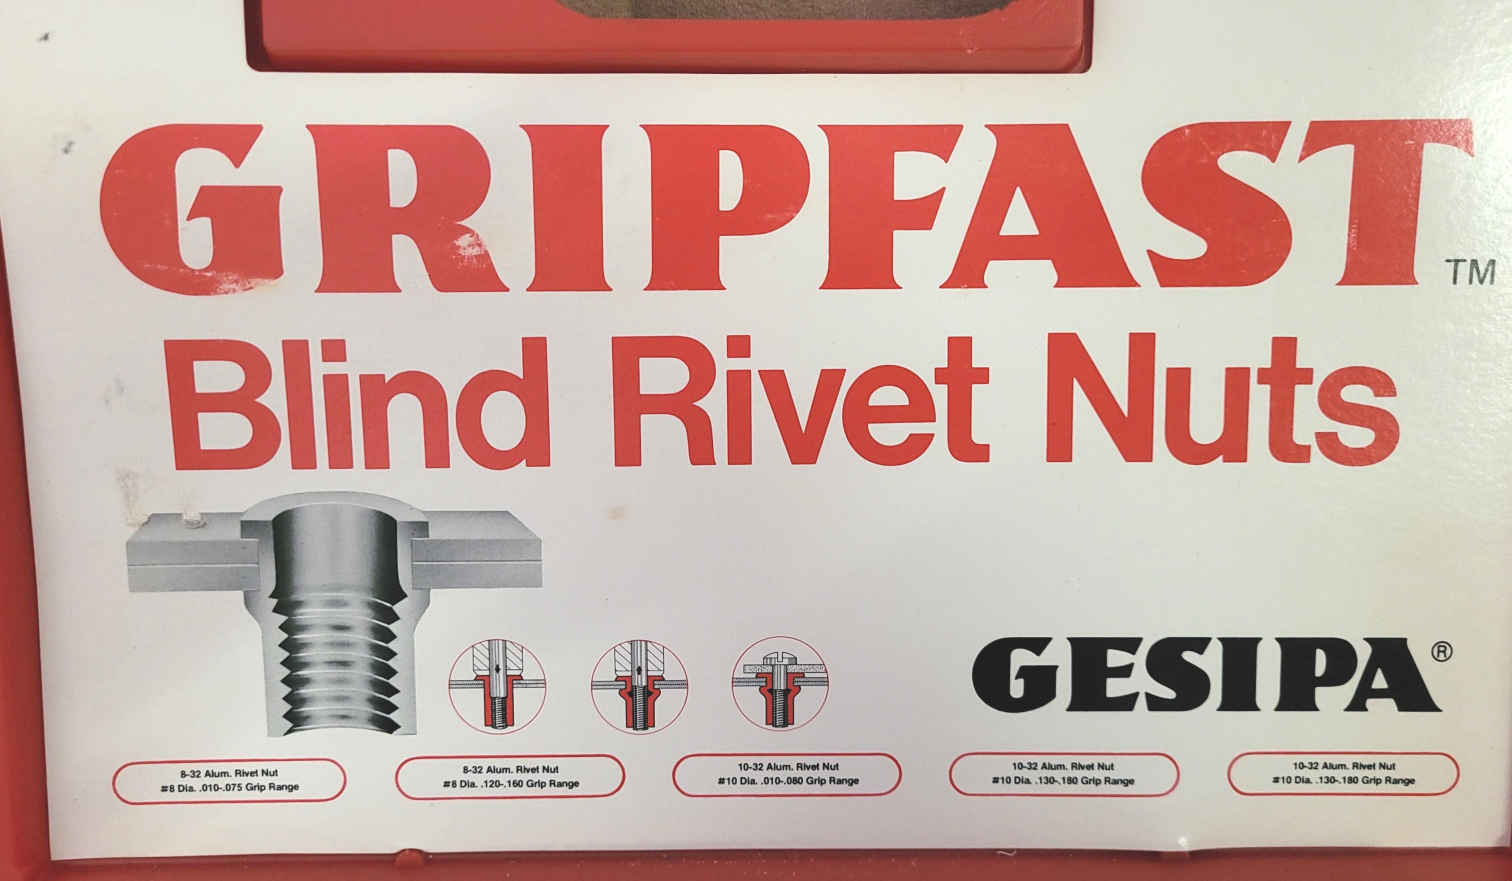 GRIPFAST™
Blind Rivet Nuts
GESIPA®
8-32 Alum. Rivet Nut
#8 Dia. .010-.075 Grip Range
8-32 Alum. Rivet Nut
#8 Dia. .120-.160 Grip Range
10-32 Alum. Rivet Nut
#10 Dia. .010-.080 Grip Range
10-32 Alum. Rivet Nut
#10 Dia. .130-.180 Grip Range
10-32 Alum. Rivet Nut
#10 Dia. .130-.180 Grip Range